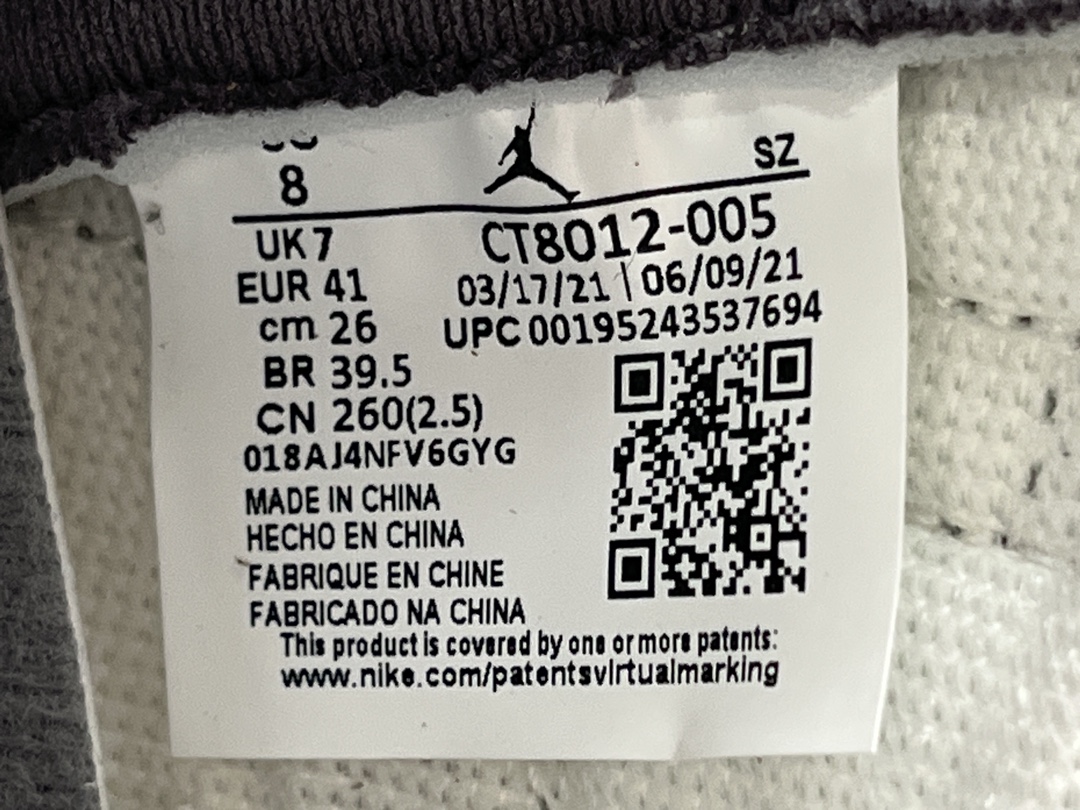 8 SZ
UK 7 CT8012-005
EUR 41 03/17/21 | 06/09/21
cm 26 UPC 00195243537694
BR 39.5
CN 260(2.5)
018AJ4NFV6GYG
MADE IN CHINA
HECHO EN CHINA
FABRIQUE EN CHINE
FABRICADO NA CHINA
This product is covered by one or more patents:
www.nike.com/patentsvirtualmarking